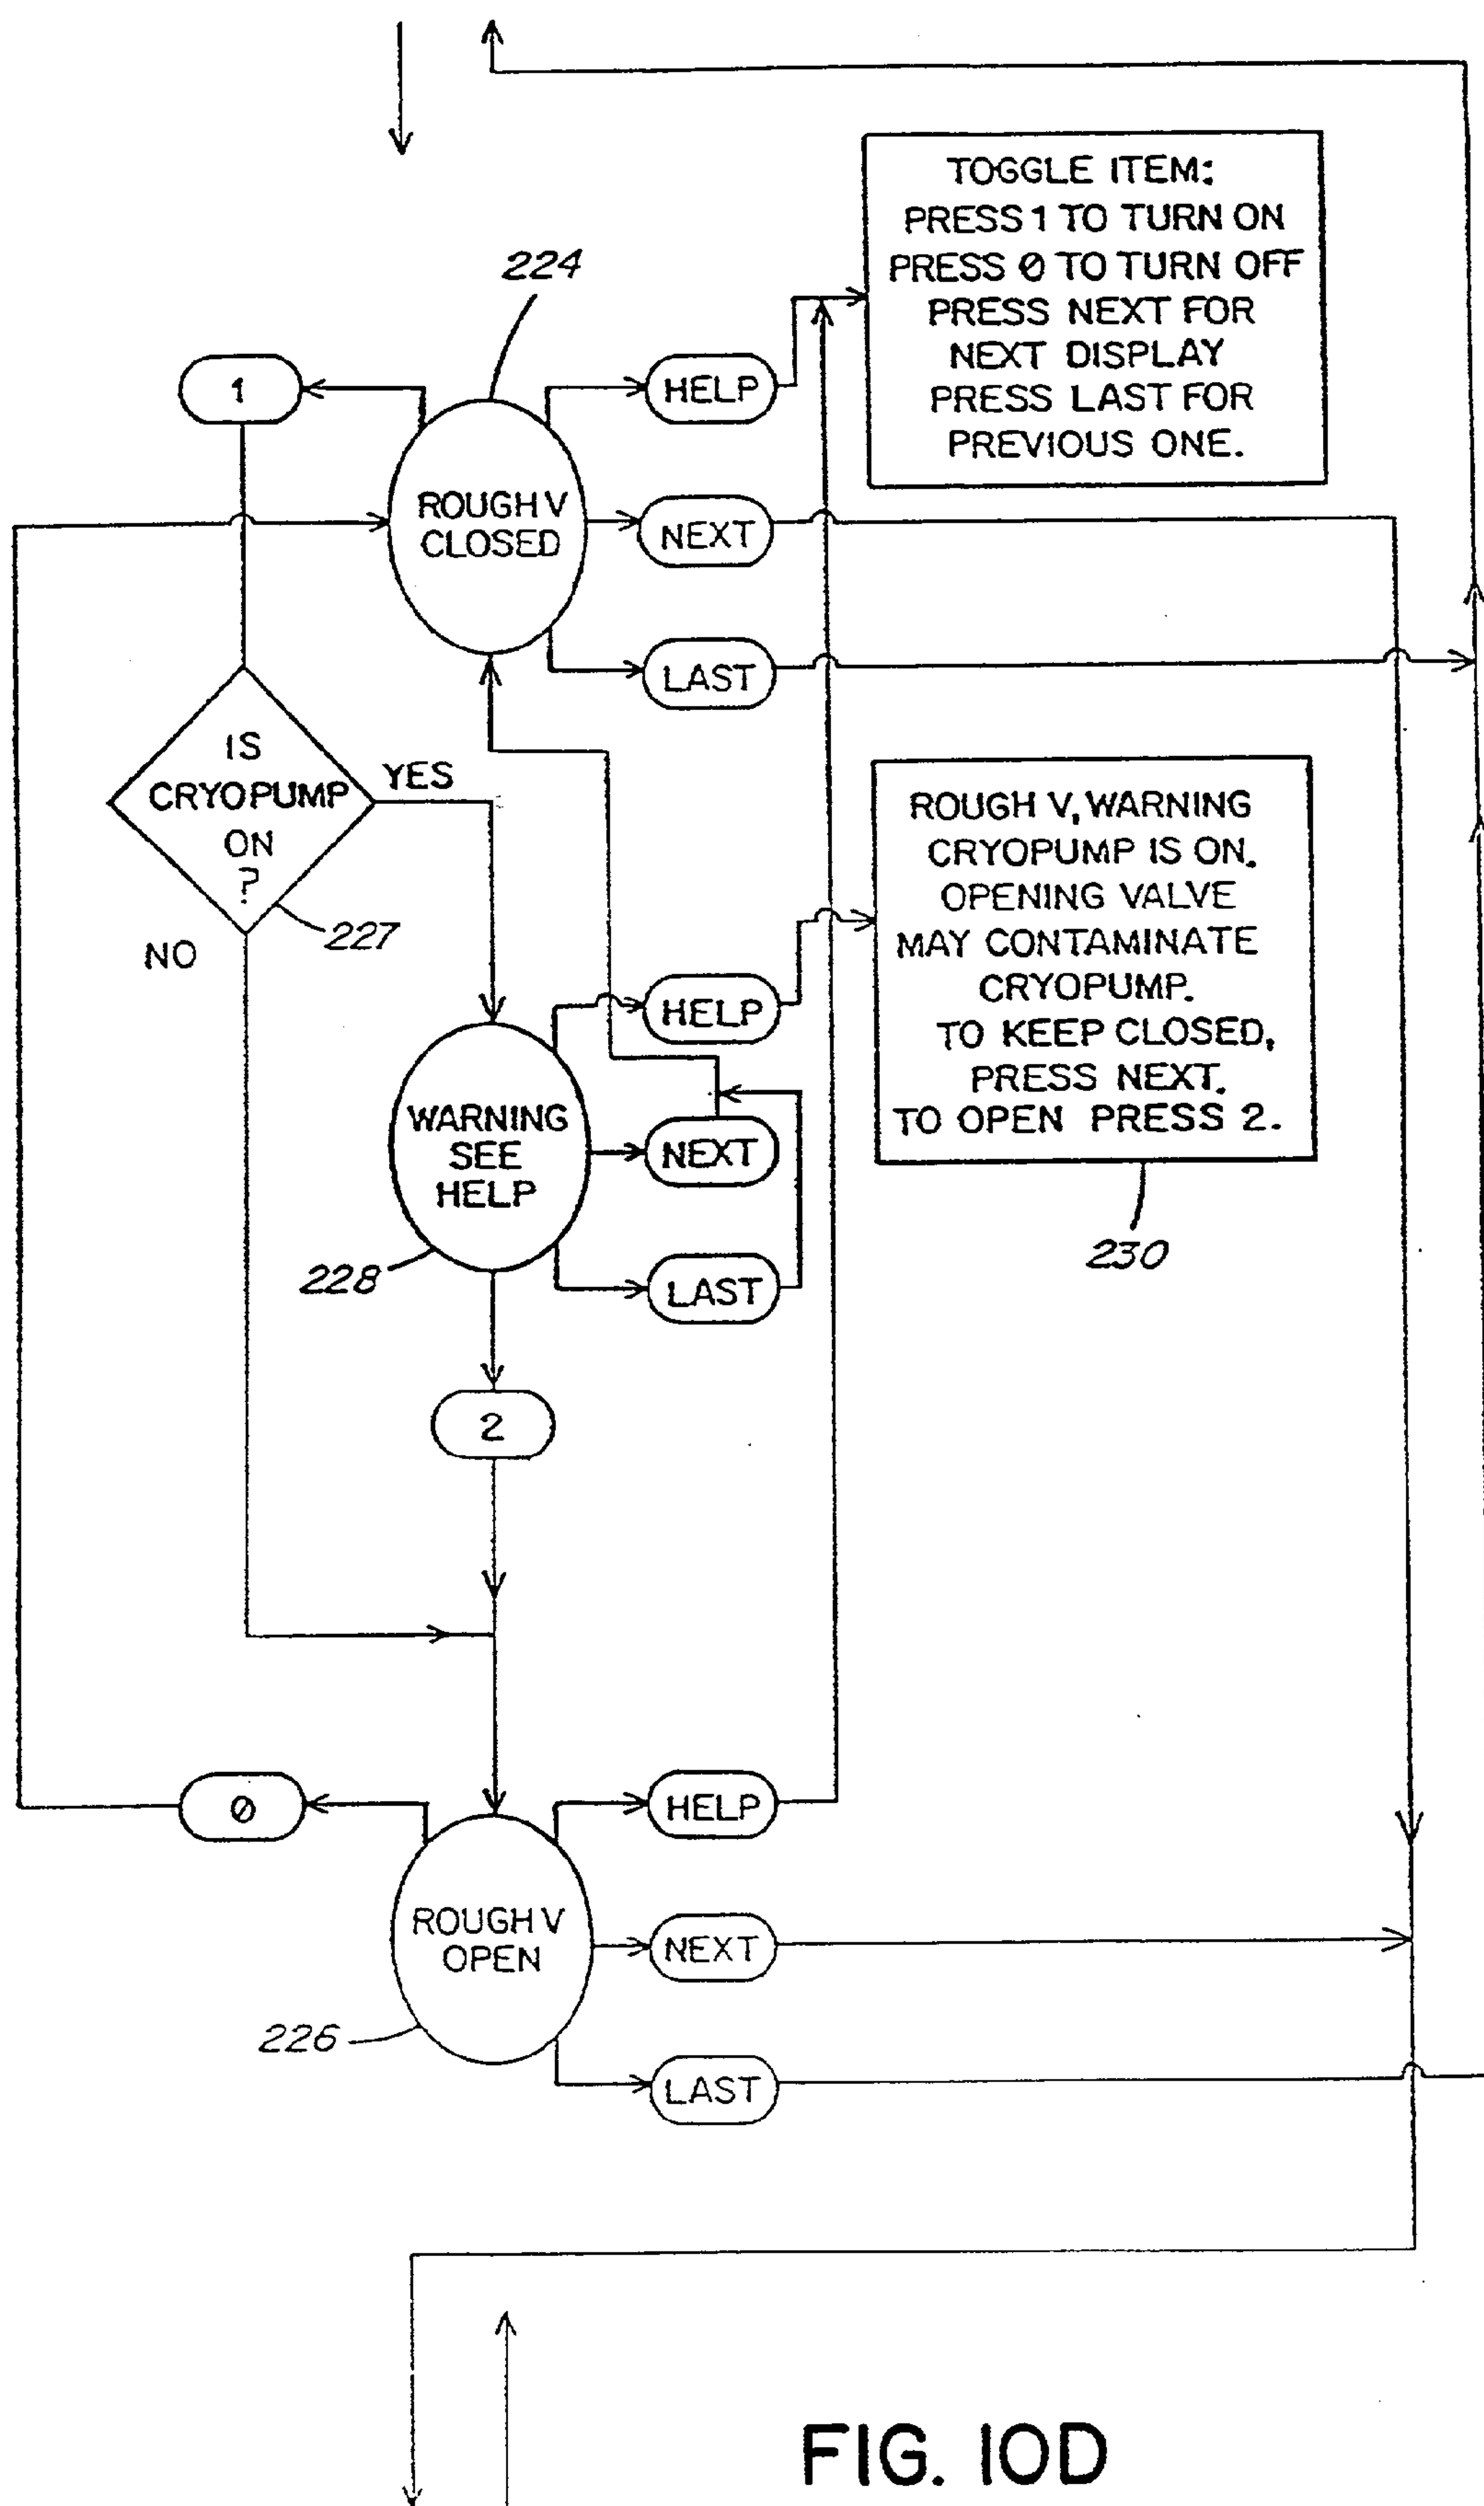 TOGGLE ITEM:
PRESS 1 TO TURN ON
PRESS 0 TO TURN OFF
PRESS NEXT FOR
NEXT DISPLAY
PRESS LAST FOR
PREVIOUS ONE.
224
1
HELP
ROUGH V
CLOSED
NEXT
LAST
IS
CRYOPUMP
ON
?
YES
227
NO
ROUGH V, WARNING
CRYOPUMP IS ON.
OPENING VALVE
MAY CONTAMINATE
CRYOPUMP.
TO KEEP CLOSED,
PRESS NEXT.
TO OPEN PRESS 2.
230
HELP
WARNING
SEE
HELP
NEXT
228
LAST
2
0
HELP
ROUGH V
OPEN
NEXT
226
LAST
FIG. 10D